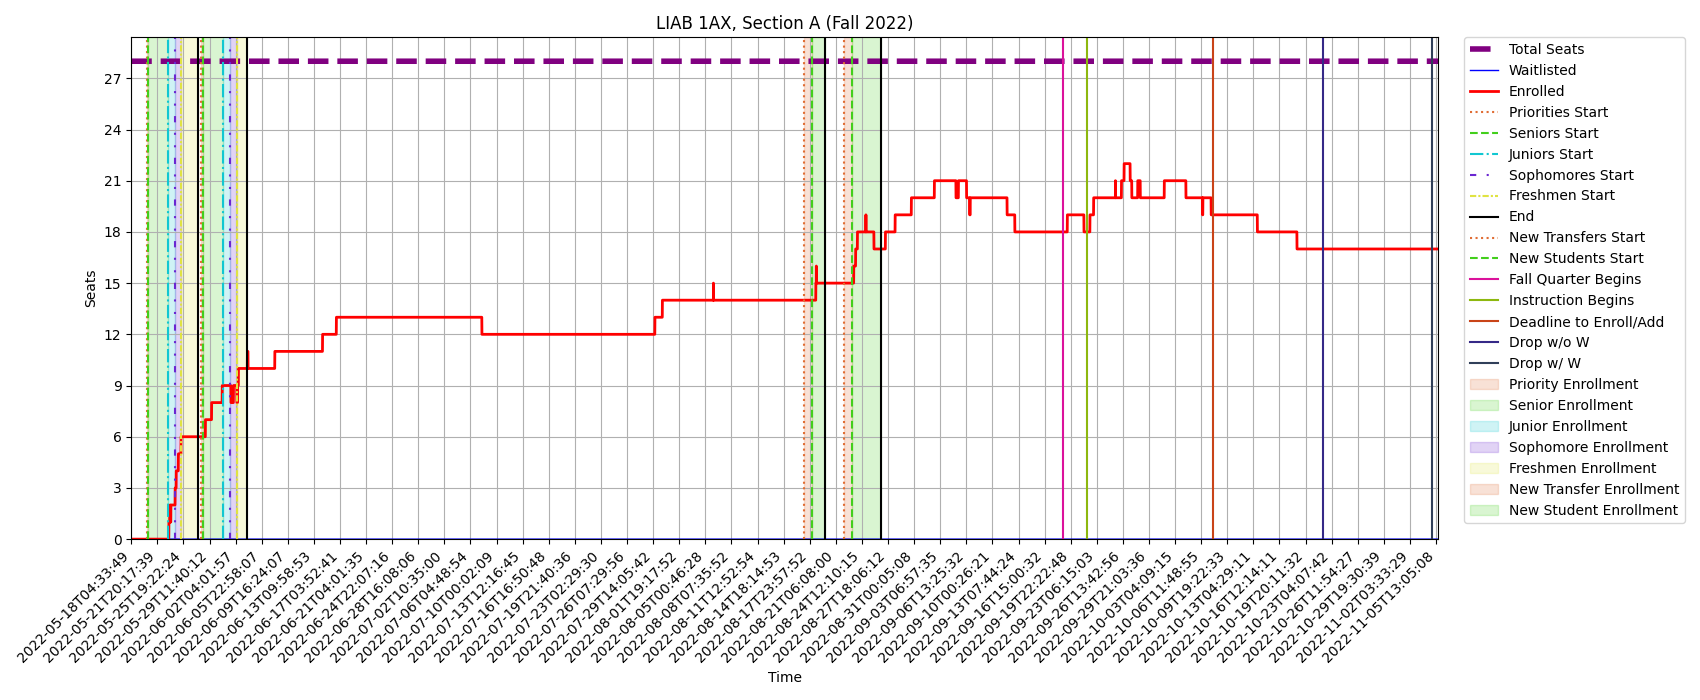 LIAB 1AX, Section A (Fall 2022)
Seats
27
24
21
18
15
12
9
6
3
0
2022-05-18T04:33:49
2022-05-21T20:17:39
2022-05-25T19:22:24
2022-05-29T11:40:12
2022-06-02T04:01:57
2022-06-05T22:58:07
2022-06-09T16:24:07
2022-06-13T09:58:53
2022-06-17T03:52:41
2022-06-21T04:01:35
2022-06-24T22:07:16
2022-06-28T16:08:06
2022-07-02T10:35:00
2022-07-06T04:48:54
2022-07-10T00:02:09
2022-07-13T12:16:45
2022-07-16T16:50:48
2022-07-19T21:40:36
2022-07-23T02:29:30
2022-07-26T07:29:56
2022-07-29T14:05:42
2022-08-01T19:17:52
2022-08-05T00:46:28
2022-08-08T07:35:52
2022-08-11T12:52:54
2022-08-14T18:14:53
2022-08-17T23:57:52
2022-08-21T06:08:00
2022-08-24T12:10:15
2022-08-27T18:06:12
2022-08-31T00:05:08
2022-09-03T06:57:35
2022-09-06T13:25:32
2022-09-10T00:26:21
2022-09-13T07:44:24
2022-09-16T15:00:32
2022-09-19T22:22:48
2022-09-23T06:15:03
2022-09-26T13:42:56
2022-09-29T21:03:36
2022-10-03T04:09:15
2022-10-06T11:48:55
2022-10-09T19:22:33
2022-10-13T04:29:11
2022-10-16T12:14:11
2022-10-19T20:11:32
2022-10-23T04:07:42
2022-10-26T11:54:27
2022-10-29T19:30:39
2022-11-02T03:33:29
2022-11-05T13:05:08
Time
Total Seats
Waitlisted
Enrolled
Priorities Start
Seniors Start
Juniors Start
Sophomores Start
Freshmen Start
End
New Transfers Start
New Students Start
Fall Quarter Begins
Instruction Begins
Deadline to Enroll/Add
Drop w/o W
Drop w/ W
Priority Enrollment
Senior Enrollment
Junior Enrollment
Sophomore Enrollment
Freshmen Enrollment
New Transfer Enrollment
New Student Enrollment